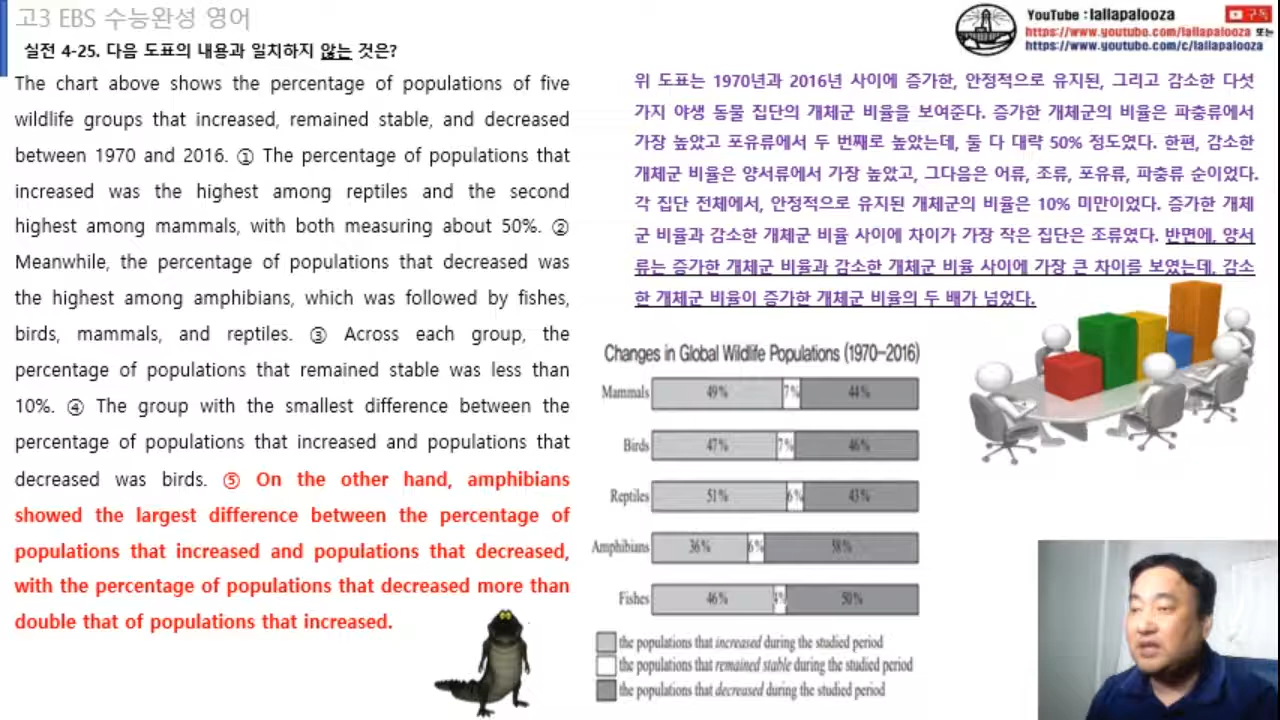 고3 EBS 수능완성 영어
YouTube : lallapalooza
구독
https://www.youtube.com/lallapalooza 또는
https://www.youtube.com/c/lallapalooza
실전 4-25. 다음 도표의 내용과 일치하지 않는 것은?
The chart above shows the percentage of populations of five
wildlife groups that increased, remained stable, and decreased
between 1970 and 2016. ① The percentage of populations that
increased was the highest among reptiles and the second
highest among mammals, with both measuring about 50%. ②
Meanwhile, the percentage of populations that decreased was
the highest among amphibians, which was followed by fishes,
birds, mammals, and reptiles. ③ Across each group, the
percentage of populations that remained stable was less than
10%. ④ The group with the smallest difference between the
percentage of populations that increased and populations that
decreased was birds. ⑤ On the other hand, amphibians
showed the largest difference between the percentage of
populations that increased and populations that decreased,
with the percentage of populations that decreased more than
double that of populations that increased.
위 도표는 1970년과 2016년 사이에 증가한, 안정적으로 유지된, 그리고 감소한 다섯
가지 야생 동물 집단의 개체군 비율을 보여준다. 증가한 개체군의 비율은 파충류에서
가장 높았고 포유류에서 두 번째로 높았는데, 둘 다 대략 50% 정도였다. 한편, 감소한
개체군 비율은 양서류에서 가장 높았고, 그다음은 어류, 조류, 포유류, 파충류 순이었다.
각 집단 전체에서, 안정적으로 유지된 개체군의 비율은 10% 미만이었다. 증가한 개체
군 비율과 감소한 개체군 비율 사이에 차이가 가장 작은 집단은 조류였다. 반면에, 양서
류는 증가한 개체군 비율과 감소한 개체군 비율 사이에 가장 큰 차이를 보였는데, 감소
한 개체군 비율이 증가한 개체군 비율의 두 배가 넘었다.
Changes in Global Wildlife Populations (1970–2016)
Mammals 49% 7% 44%
Birds 47% 7% 46%
Reptiles 51% 6% 43%
Amphibians 36% 6% 58%
Fishes 46% 4% 50%
the populations that increased during the studied period
the populations that remained stable during the studied period
the populations that decreased during the studied period